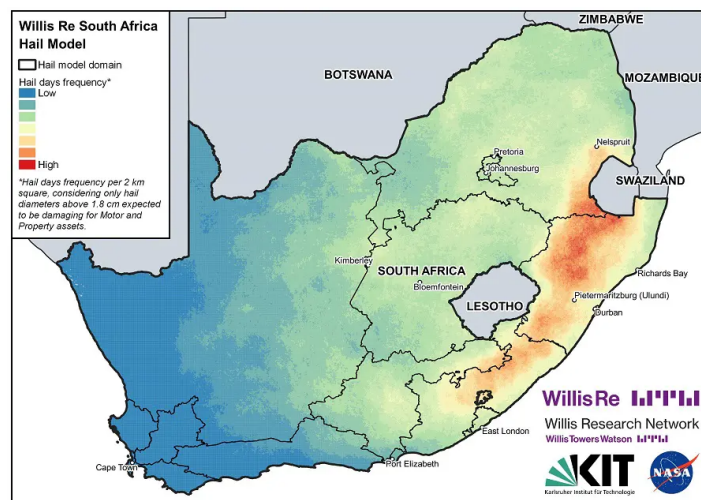 Willis Re South Africa
Hail Model
Hail model domain
Hail days frequency*
Low
High
*Hail days frequency per 2 km
square, considering only hail
diameters above 1.8 cm expected
to be damaging for Motor and
Property assets.
ZIMBABWE
BOTSWANA
MOZAMBIQUE
Nelspruit
Pretoria
Johannesburg
SWAZILAND
Kimberley
SOUTH AFRICA
Bloemfontein
Richards Bay
LESOTHO
Pietermaritzburg (Ulundi)
Durban
East London
Port Elizabeth
Cape Town
Willis Re
Willis Research Network
Willis Towers Watson
KIT
Karlsruher Institut für Technologie
NASA